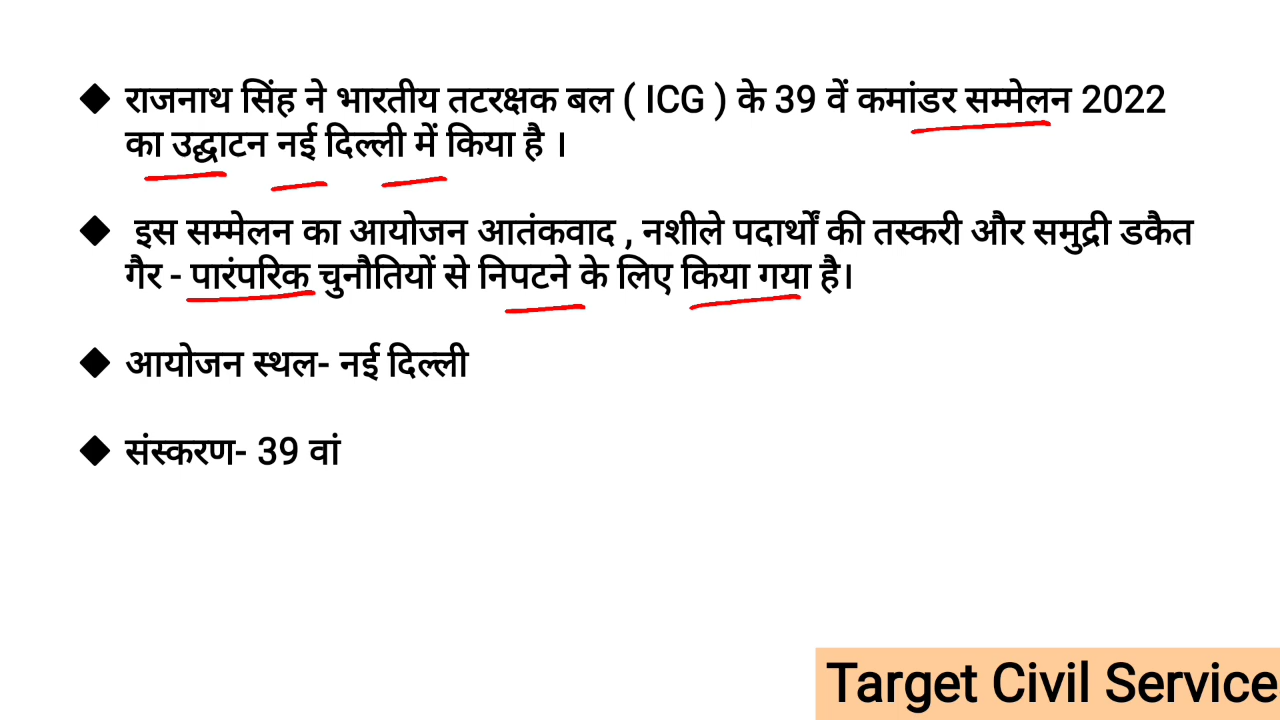 ◆ राजनाथ सिंह ने भारतीय तटरक्षक बल ( ICG ) के 39 वें कमांडर सम्मेलन 2022
का उद्घाटन नई दिल्ली में किया है ।
◆ इस सम्मेलन का आयोजन आतंकवाद , नशीले पदार्थों की तस्करी और समुद्री डकैत
गैर - पारंपरिक चुनौतियों से निपटने के लिए किया गया है।
◆ आयोजन स्थल- नई दिल्ली
◆ संस्करण- 39 वां
Target Civil Service